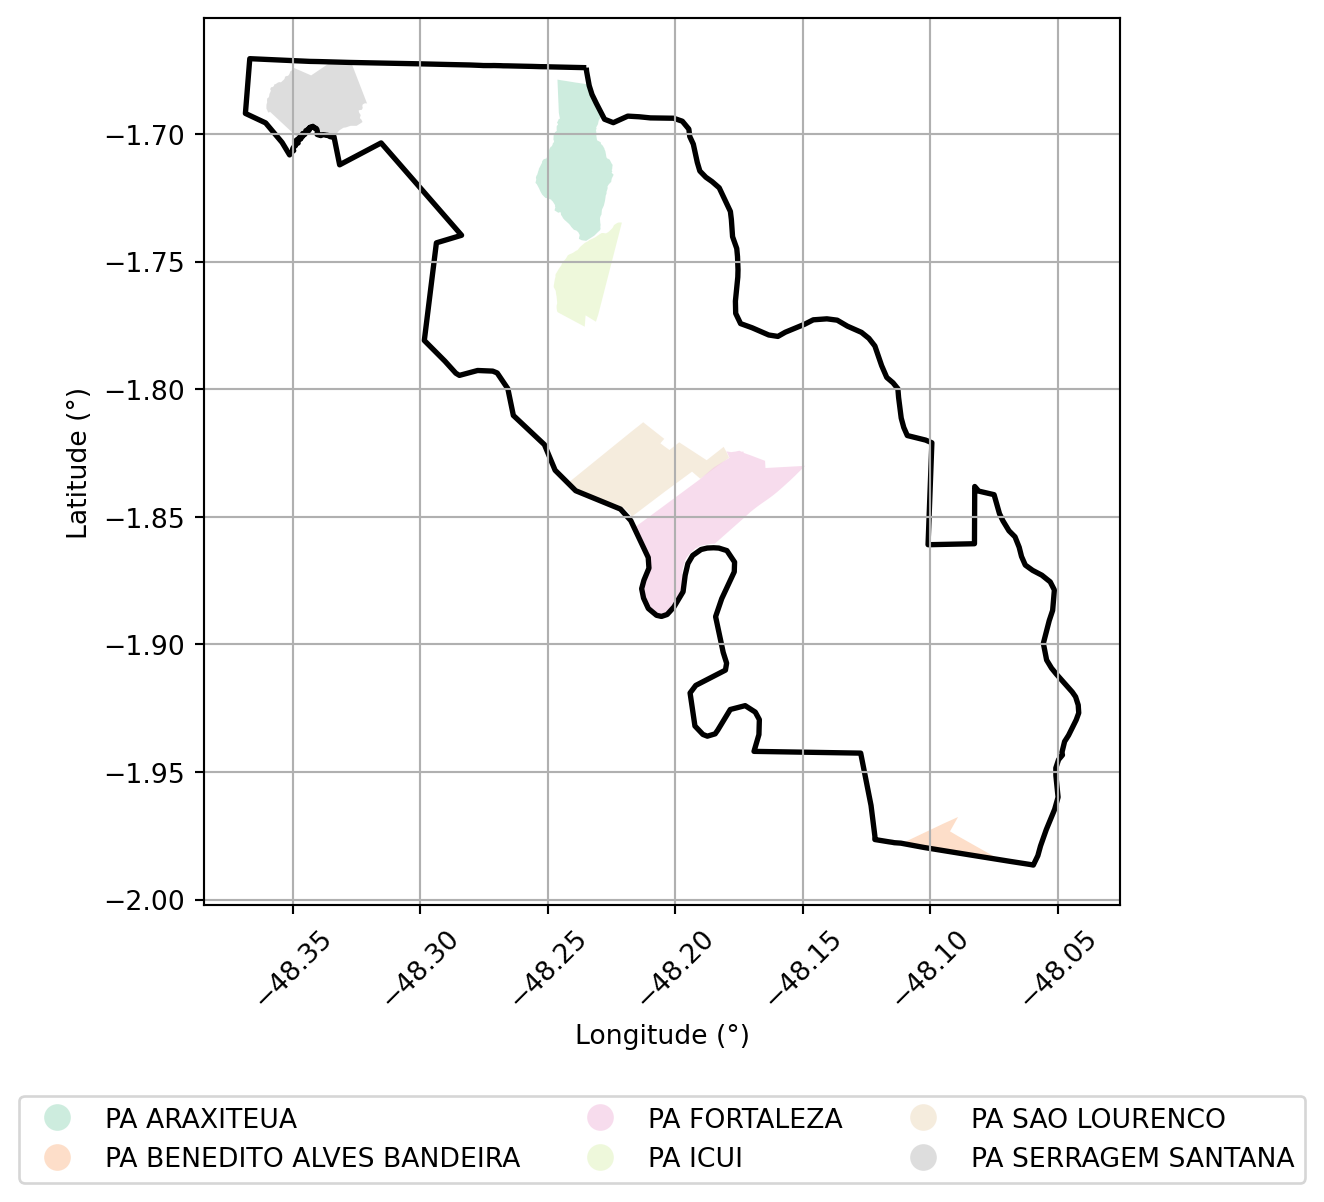 −1.70
−1.75
−1.80
−1.85
−1.90
−1.95
−2.00
Latitude (°)
−48.35
−48.30
−48.25
−48.20
−48.15
−48.10
−48.05
Longitude (°)
PA ARAXITEUA
PA BENEDITO ALVES BANDEIRA
PA FORTALEZA
PA ICUI
PA SAO LOURENCO
PA SERRAGEM SANTANA